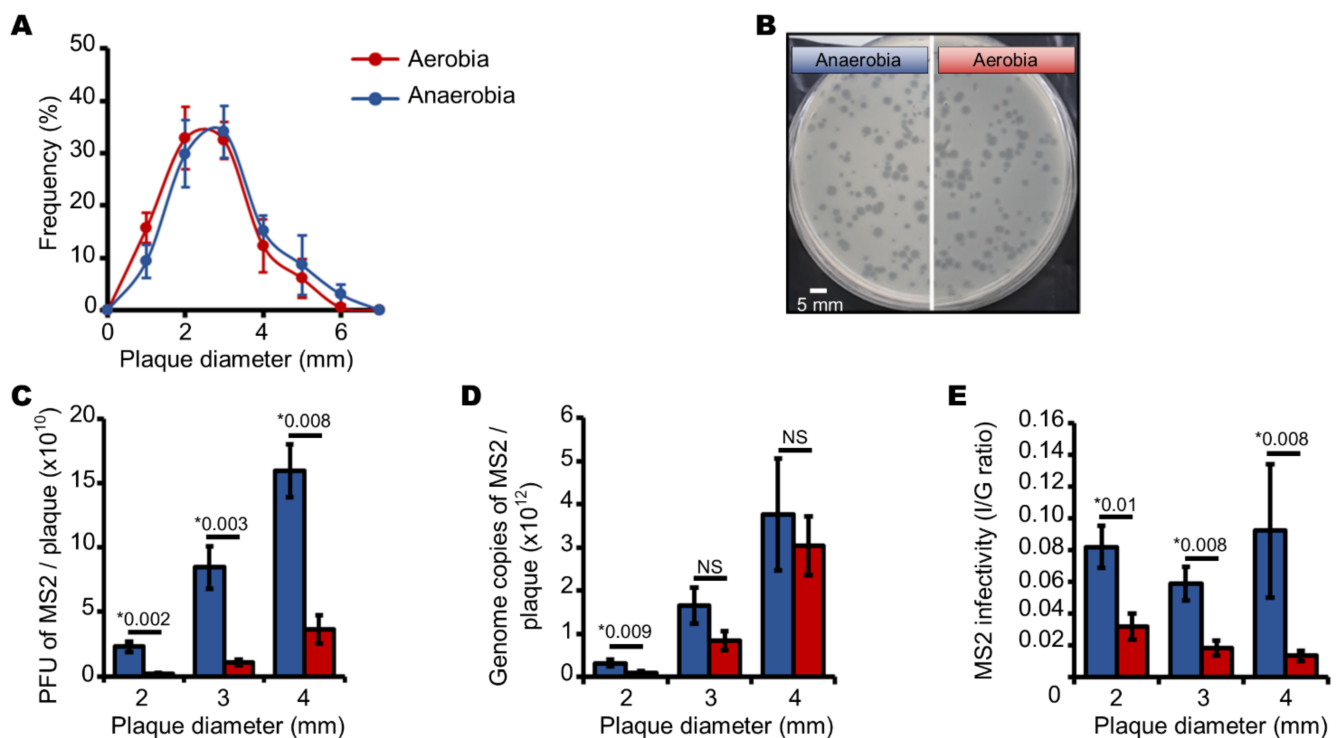 A
50
40
30
20
10
0
Frequency (%)
0 2 4 6
Plaque diameter (mm)
Aerobia
Anaerobia
B
Anaerobia Aerobia
5 mm
C
20
15
10
5
0
PFU of MS2 / plaque (x10¹⁰)
*0.002
*0.003
*0.008
2 3 4
Plaque diameter (mm)
D
6
5
4
3
2
1
0
Genome copies of MS2 /
plaque (x10¹²)
*0.009
NS
NS
2 3 4
Plaque diameter (mm)
E
0.16
0.14
0.12
0.10
0.08
0.06
0.04
0.02
0
MS2 infectivity (I/G ratio)
*0.01
*0.008
*0.008
2 3 4
Plaque diameter (mm)